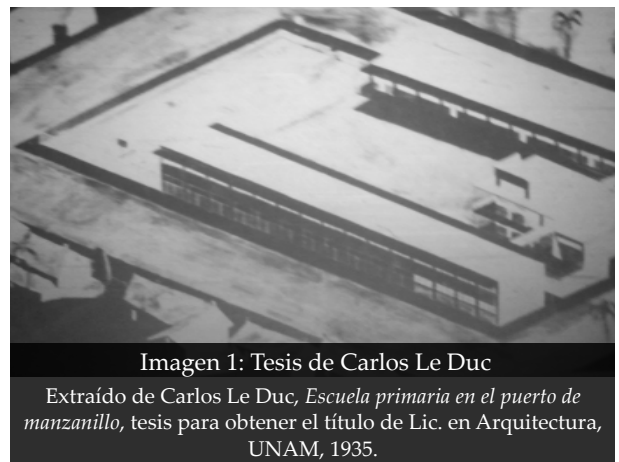 Imagen 1: Tesis de Carlos Le Duc
Extraído de Carlos Le Duc, Escuela primaria en el puerto de
manzanillo, tesis para obtener el título de Lic. en Arquitectura,
UNAM, 1935.